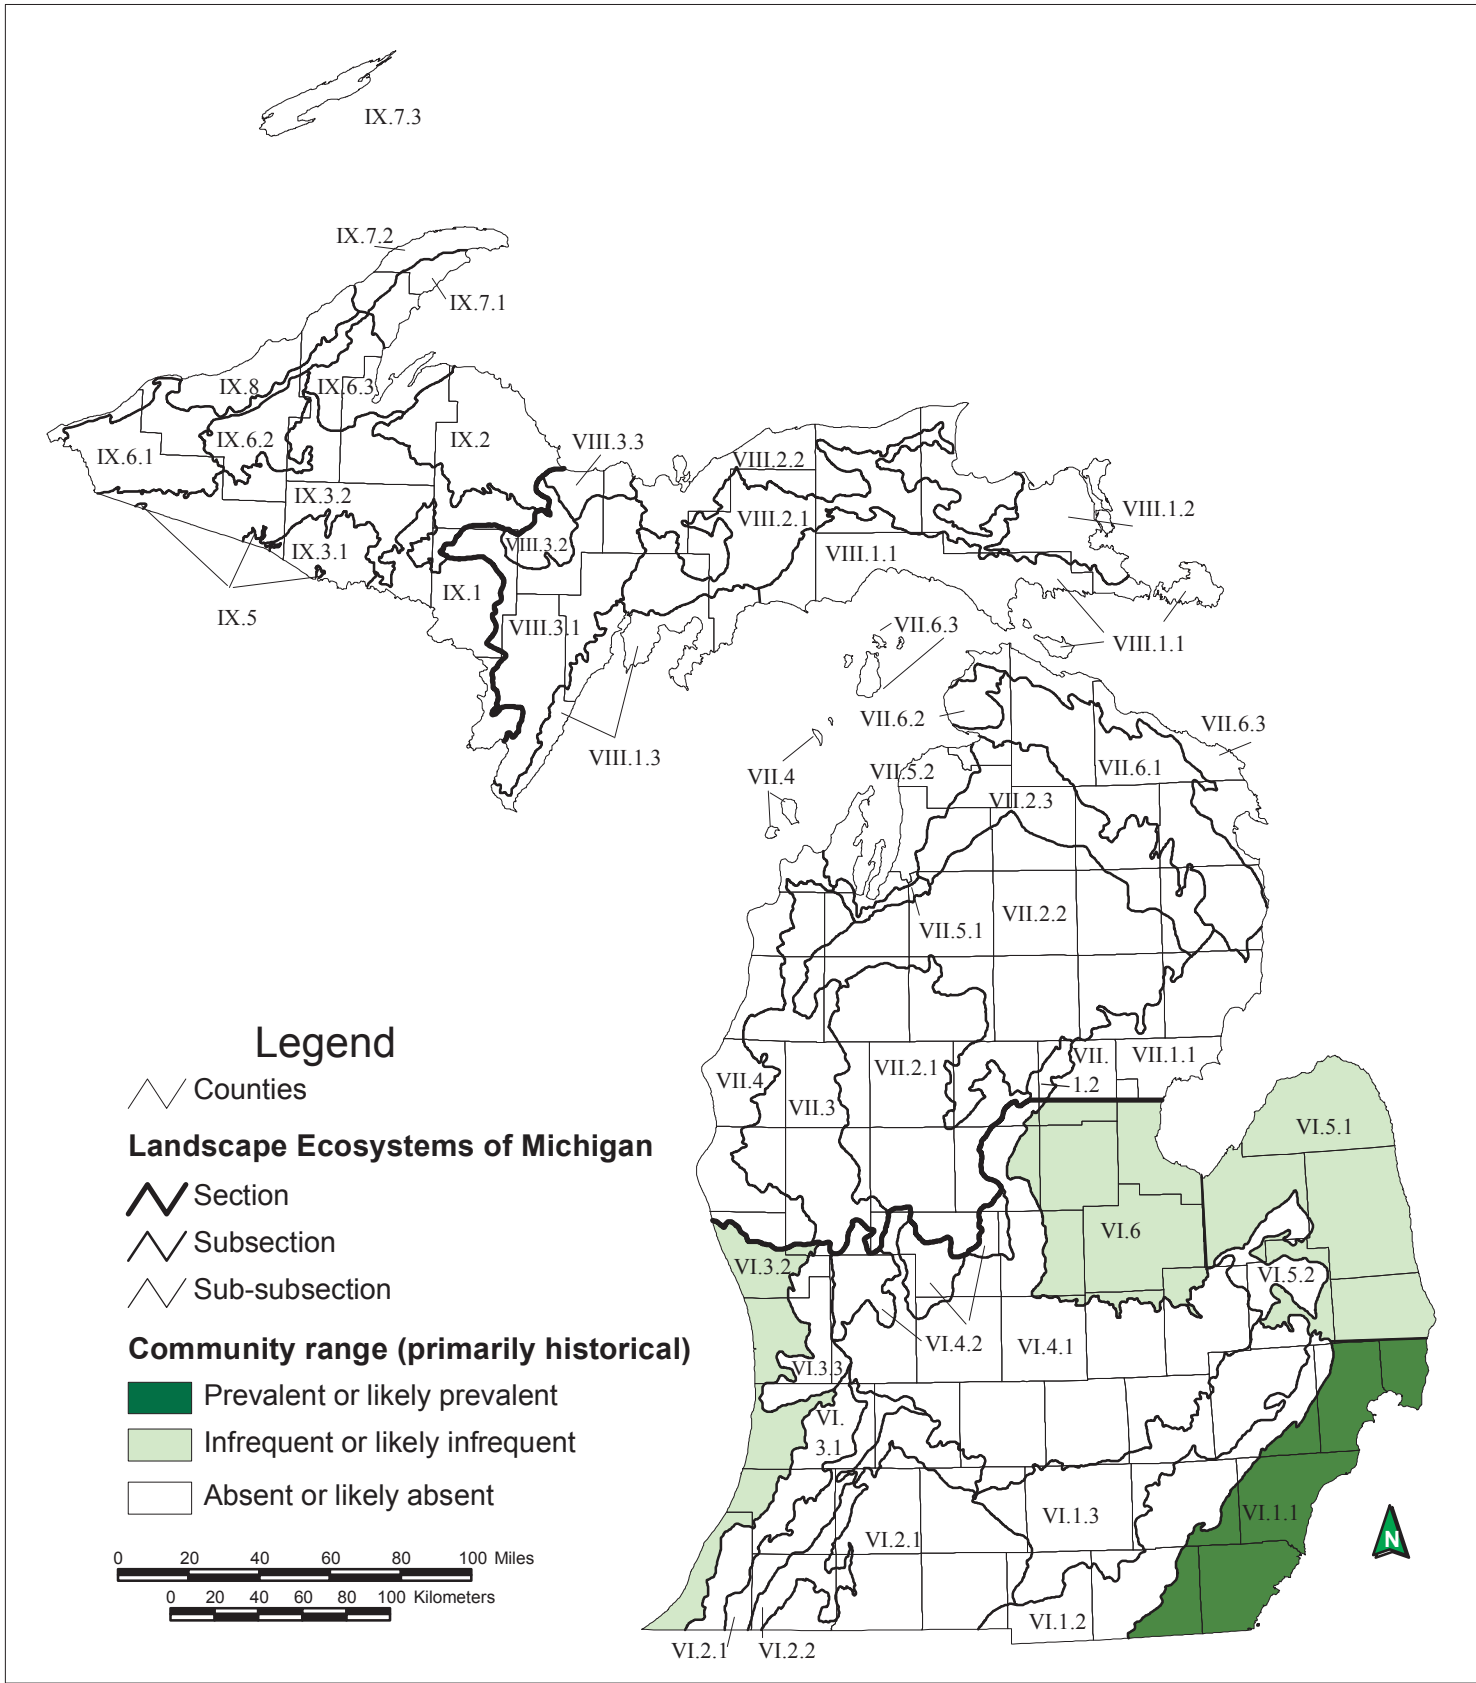 IX.7.3
IX.7.2
IX.7.1
IX.8
IX.6.3
IX.6.2
IX.2
IX.6.1
VIII.3.3
VIII.2.2
IX.3.2
VIII.1.2
VIII.2.1
VIII.3.2
IX.3.1
VIII.1.1
IX.1
IX.5
VIII.3.1
VII.6.3
VIII.1.1
VII.6.2
VII.6.3
VIII.1.3
VII.4
VII.5.2
VII.6.1
VII.2.3
VII.2.2
VII.5.1
Legend
Counties
Landscape Ecosystems of Michigan
Section
Subsection
Sub-subsection
Community range (primarily historical)
Prevalent or likely prevalent
Infrequent or likely infrequent
Absent or likely absent
0 20 40 60 80 100 Miles
0 20 40 60 80 100 Kilometers
VII.4
VII.3
VII.2.1
VII.
1.2
VII.1.1
VI.5.1
VI.6
VI.3.2
VI.5.2
VI.4.2
VI.4.1
VI.3.3
VI.
3.1
VI.1.3
VI.1.1
VI.2.1
VI.1.2
VI.2.1
VI.2.2
N